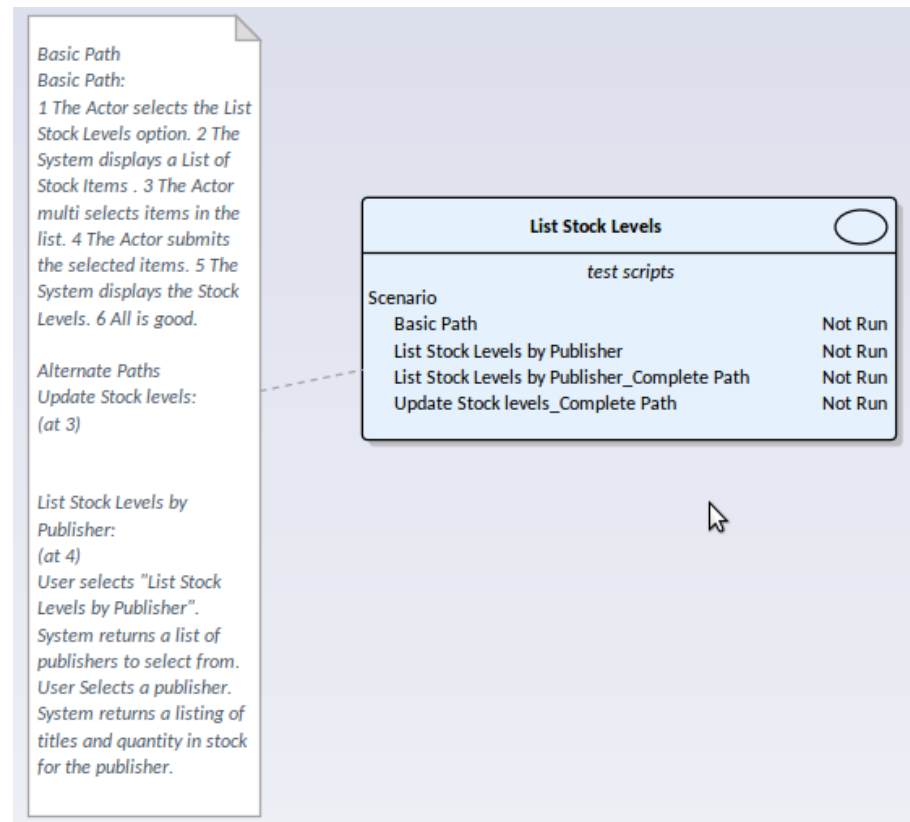 Basic Path
Basic Path:
1 The Actor selects the List
Stock Levels option. 2 The
System displays a List of
Stock Items . 3 The Actor
multi selects items in the
list. 4 The Actor submits
the selected items. 5 The
System displays the Stock
Levels. 6 All is good.
Alternate Paths
Update Stock levels:
(at 3)
List Stock Levels by
Publisher:
(at 4)
User selects "List Stock
Levels by Publisher".
System returns a list of
publishers to select from.
User Selects a publisher.
System returns a listing of
titles and quantity in stock
for the publisher.
List Stock Levels
test scripts
Scenario
Basic Path Not Run
List Stock Levels by Publisher Not Run
List Stock Levels by Publisher_Complete Path Not Run
Update Stock levels_Complete Path Not Run